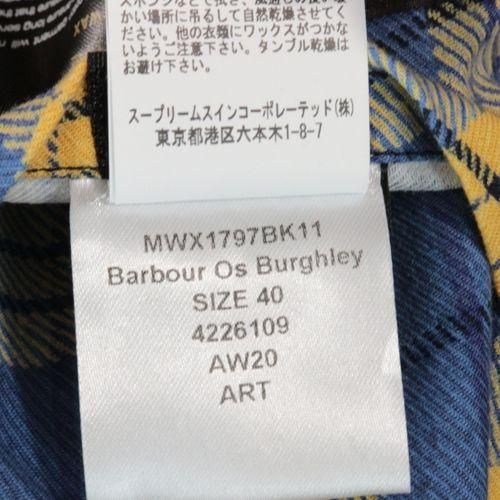 かい場所に吊るして自然乾燥させてく
ださい。他の衣類にワックスがつかな
いようご注意下さい。タンブル乾燥は
お避け下さい。
スープリームスインコーポレーテッド(株)
東京都港区六本木1-8-7
MWX1797BK11
Barbour Os Burghley
SIZE 40
4226109
AW20
ART